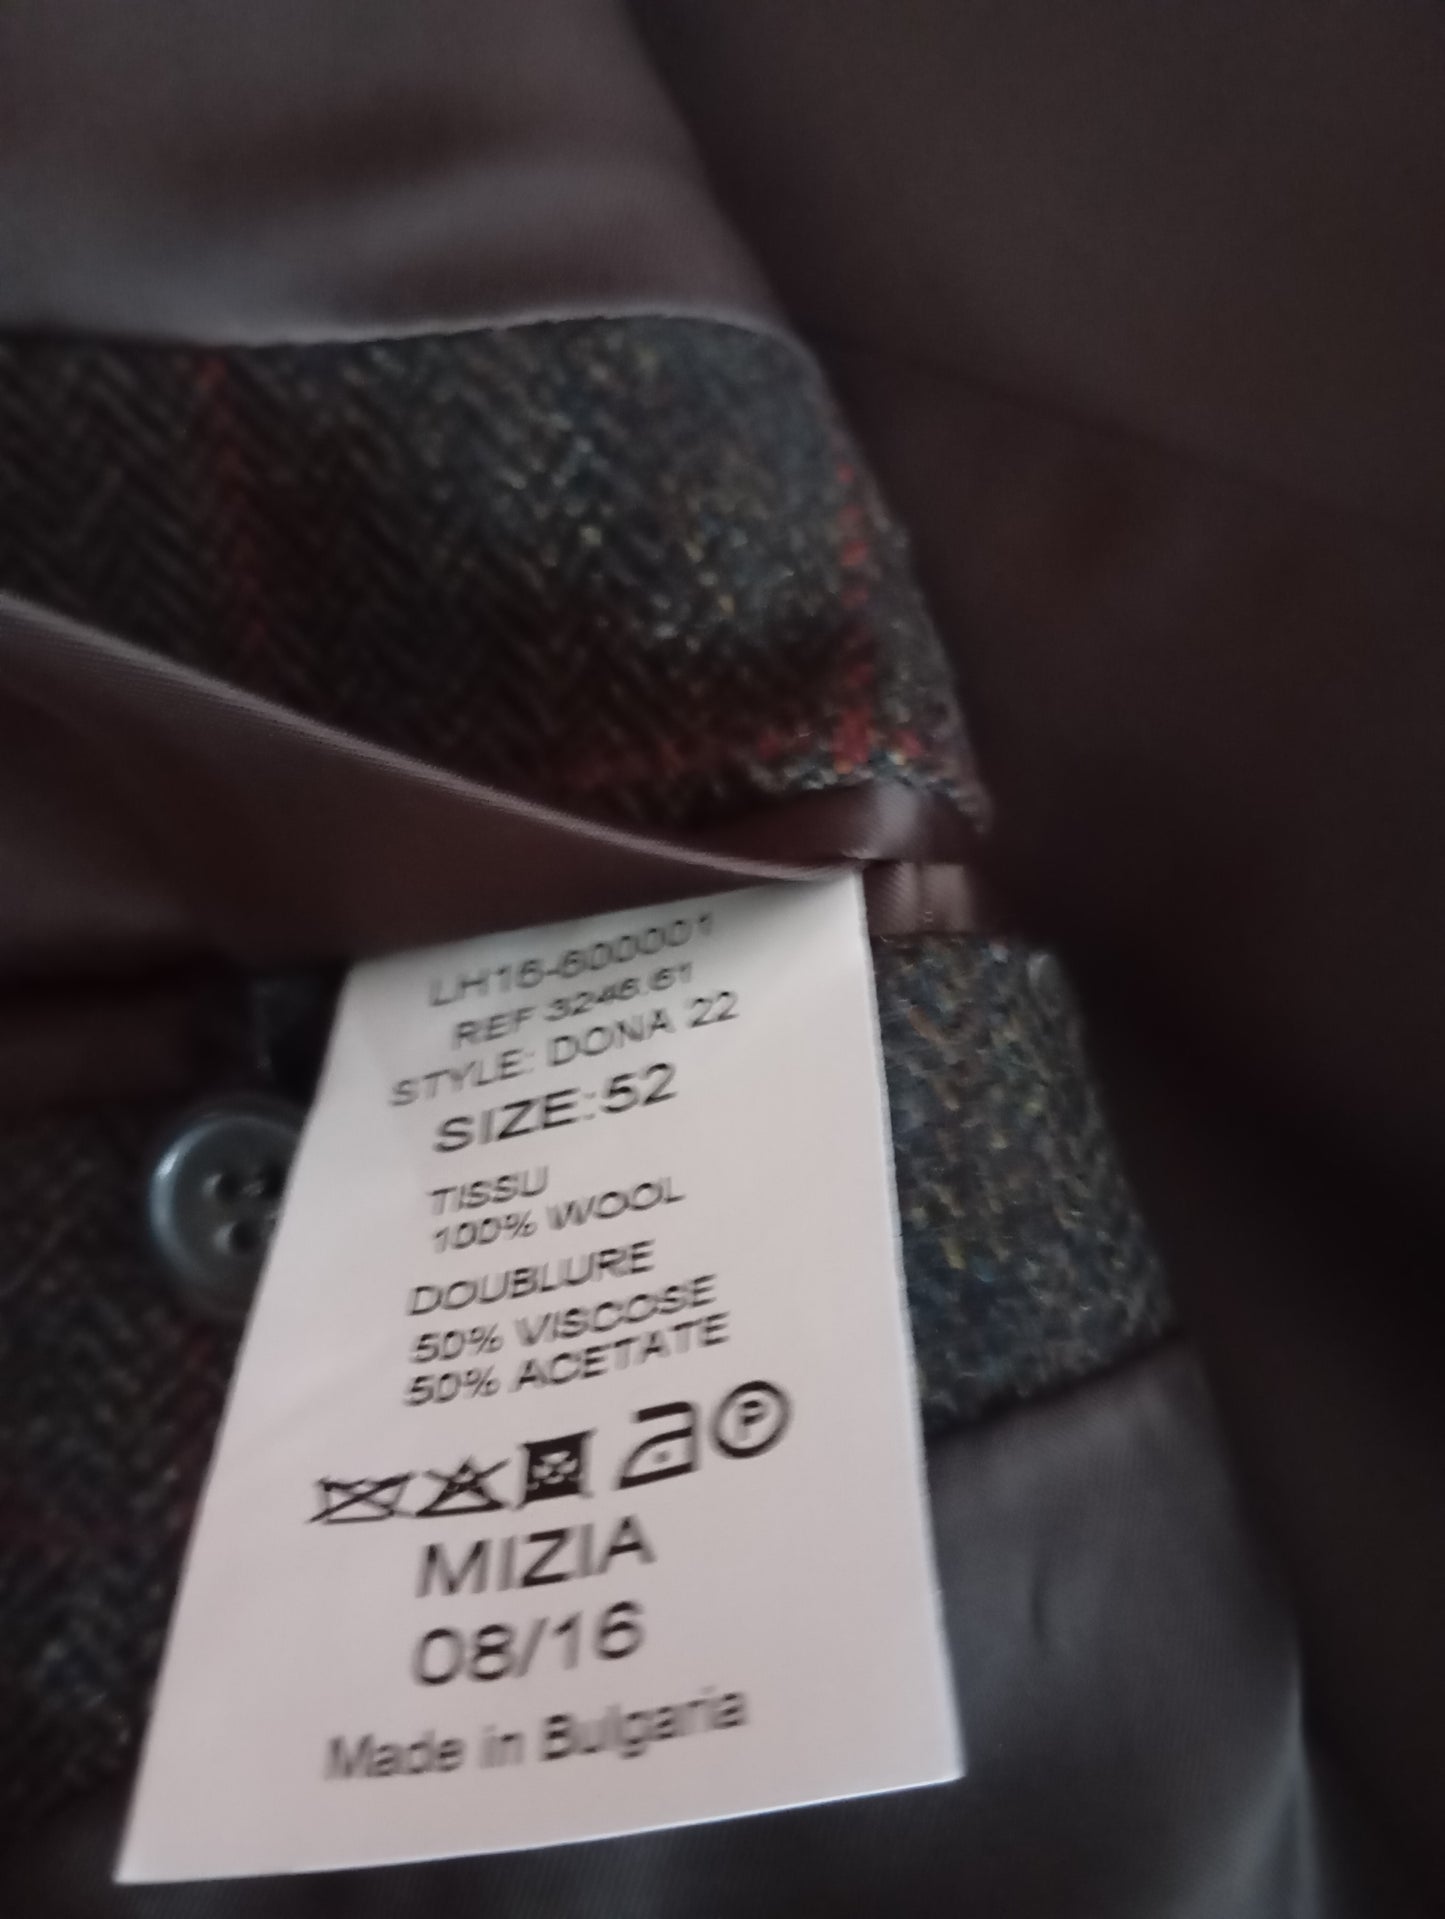 LH16-600001
REF 3246.61
STYLE: DONA 22
SIZE:52
TISSU
100% WOOL
DOUBLURE
50% VISCOSE
50% ACETATE
P
MIZIA
08/16
Made in Bulgaria